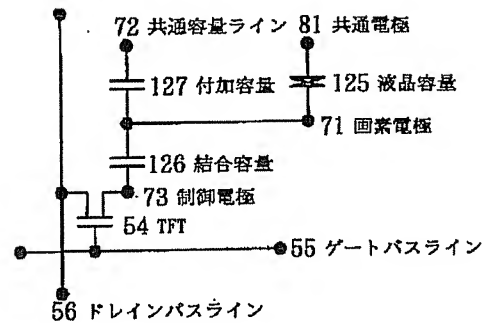 72 共通容量ライン 81 共通電極
127 付加容量 125 液晶容量
71 画素電極
126 結合容量
73 制御電極
54 TFT
55 ゲートバスライン
56 ドレインバスライン